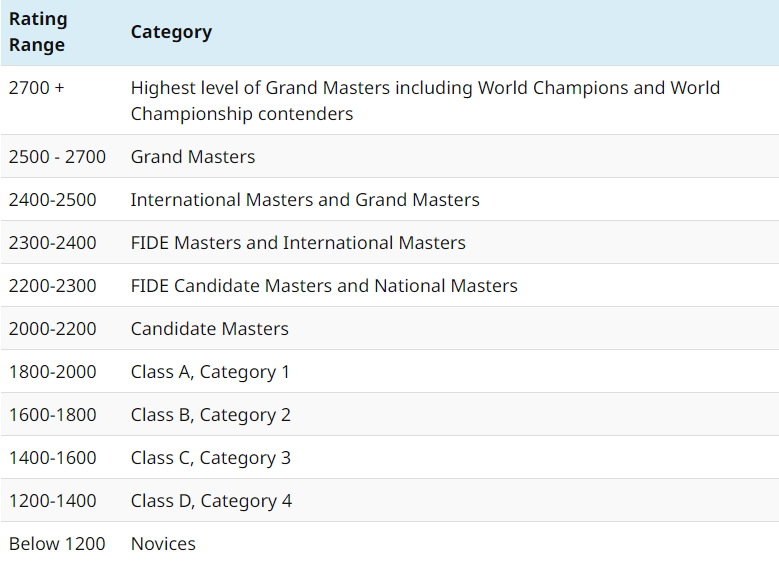 Rating
Range
Category
2700 +
Highest level of Grand Masters including World Champions and World
Championship contenders
2500 - 2700 Grand Masters
2400-2500 International Masters and Grand Masters
2300-2400 FIDE Masters and International Masters
2200-2300 FIDE Candidate Masters and National Masters
2000-2200 Candidate Masters
1800-2000 Class A, Category 1
1600-1800 Class B, Category 2
1400-1600 Class C, Category 3
1200-1400 Class D, Category 4
Below 1200 Novices